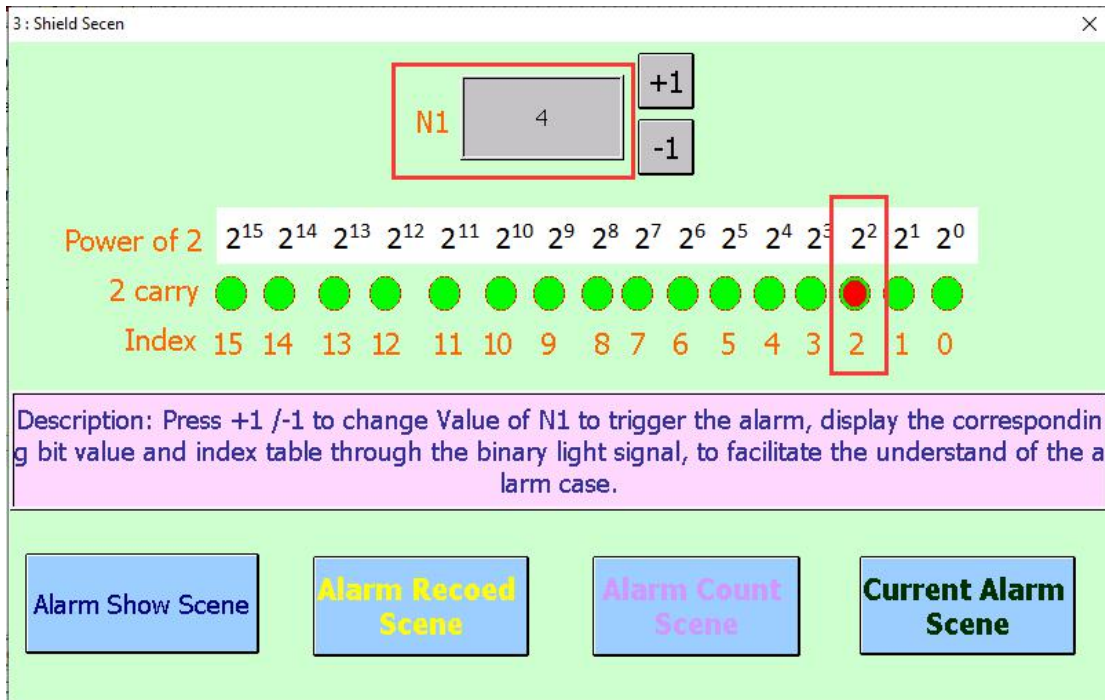 3 : Shield Secen
N1 4 +1
-1
Power of 2 2¹⁵ 2¹⁴ 2¹³ 2¹² 2¹¹ 2¹⁰ 2⁹ 2⁸ 2⁷ 2⁶ 2⁵ 2⁴ 2³ 2² 2¹ 2⁰
2 carry
Index 15 14 13 12 11 10 9 8 7 6 5 4 3 2 1 0
Description: Press +1 /-1 to change Value of N1 to trigger the alarm, display the correspondin
g bit value and index table through the binary light signal, to facilitate the understand of the a
larm case.
Alarm Show Scene
Alarm Recoed
Scene
Alarm Count
Scene
Current Alarm
Scene